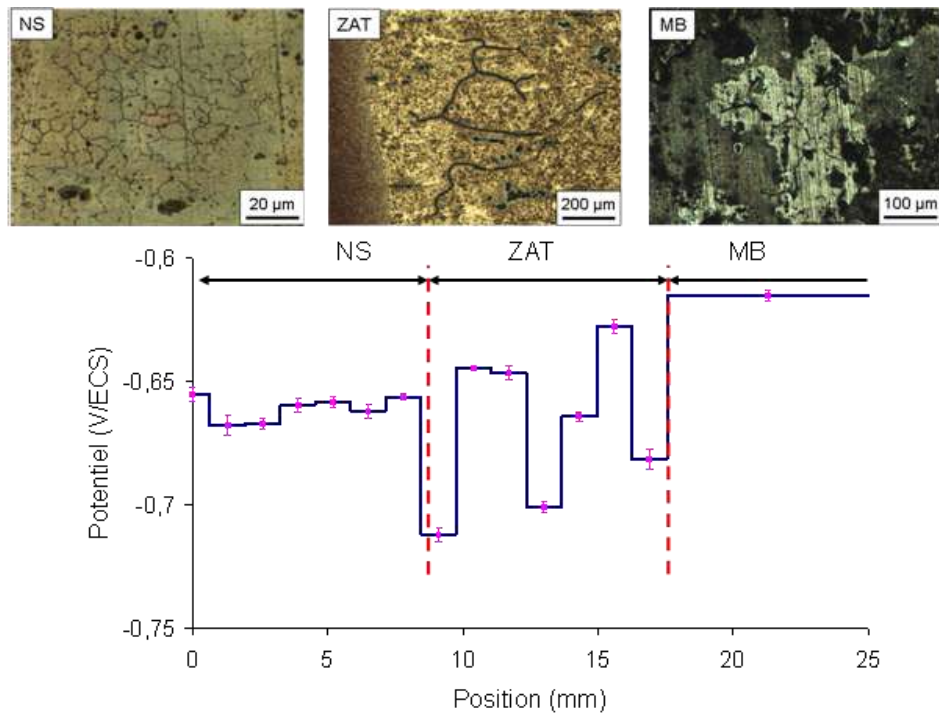 NS
ZAT
MB
20 µm
200 µm
100 µm
NS
ZAT
MB
-0,6
-0,65
-0,7
-0,75
Potentiel (V/ECS)
0
5
10
15
20
25
Position (mm)